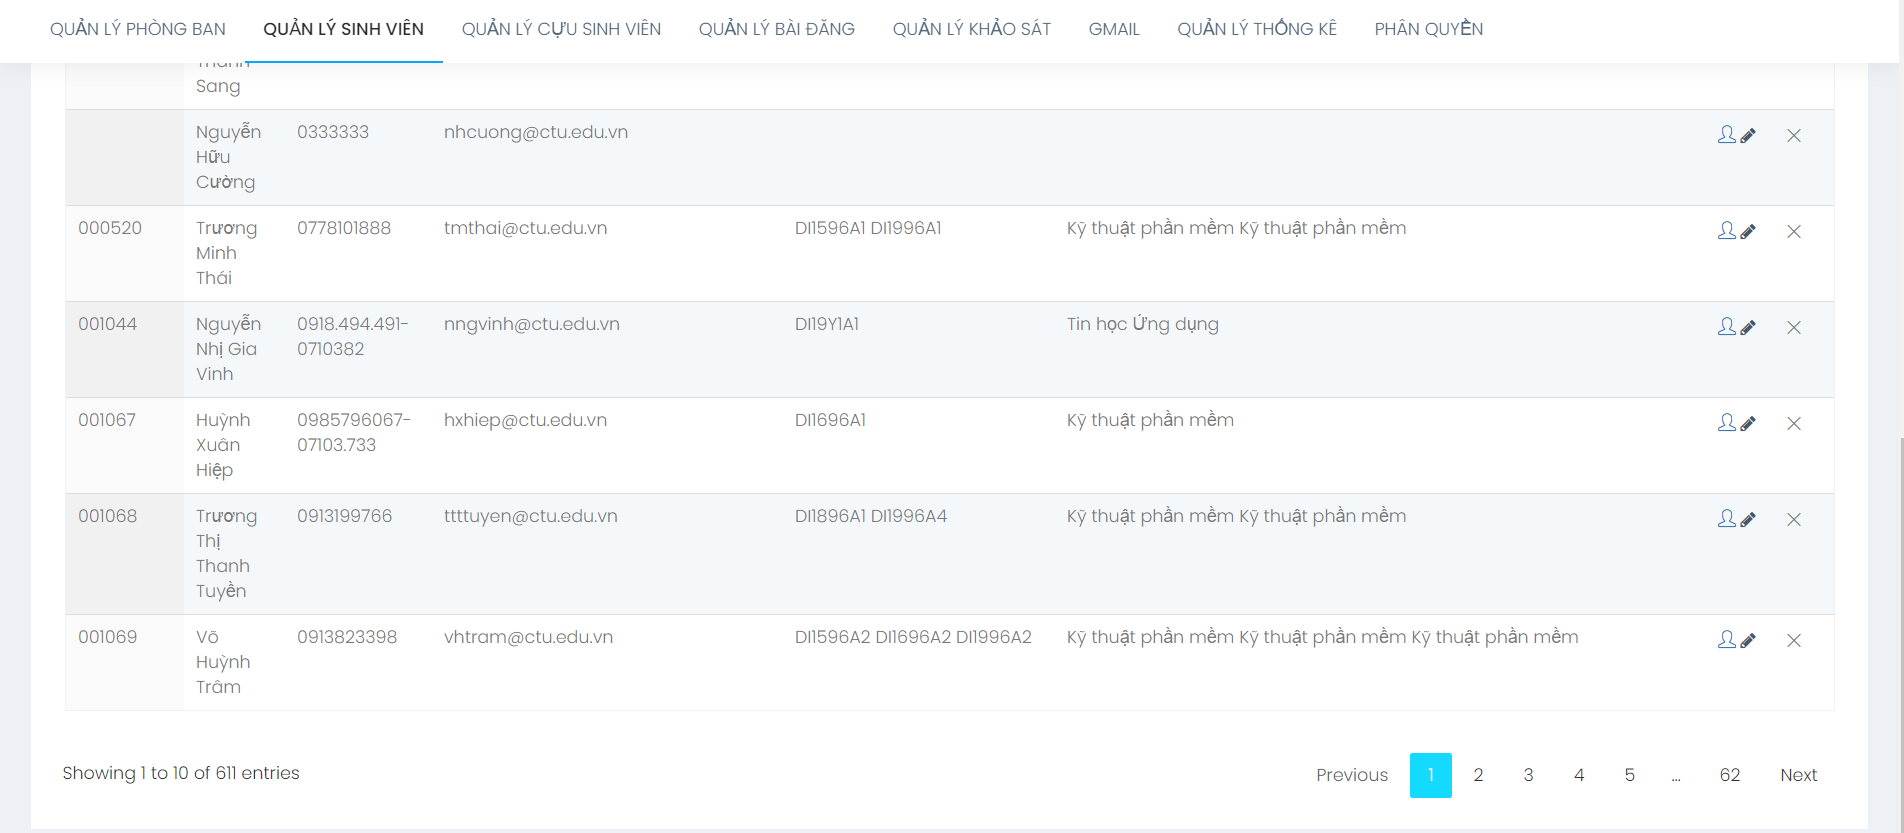 QUẢN LÝ PHÒNG BAN QUẢN LÝ SINH VIÊN QUẢN LÝ CỰU SINH VIÊN QUẢN LÝ BÀI ĐĂNG QUẢN LÝ KHẢO SÁT GMAIL QUẢN LÝ THỐNG KÊ PHÂN QUYỀN
Sang
Nguyễn 0333333 nhcuong@ctu.edu.vn
Hữu
Cường
000520 Trương 0778101888 tmthai@ctu.edu.vn DI1596A1 DI1996A1 Kỹ thuật phần mềm Kỹ thuật phần mềm
Minh
Thái
001044 Nguyễn 0918.494.491- nngvinh@ctu.edu.vn DI19Y1A1 Tin học Ứng dụng
Nhị Gia 0710382
Vinh
001067 Huỳnh 0985796067- hxhiep@ctu.edu.vn DI1696A1 Kỹ thuật phần mềm
Xuân 07103.733
Hiệp
001068 Trương 0913199766 ttttuyen@ctu.edu.vn DI1896A1 DI1996A4 Kỹ thuật phần mềm Kỹ thuật phần mềm
Thị
Thanh
Tuyền
001069 Võ 0913823398 vhtram@ctu.edu.vn DI1596A2 DI1696A2 DI1996A2 Kỹ thuật phần mềm Kỹ thuật phần mềm Kỹ thuật phần mềm
Huỳnh
Trâm
Showing 1 to 10 of 611 entries Previous 1 2 3 4 5 ... 62 Next